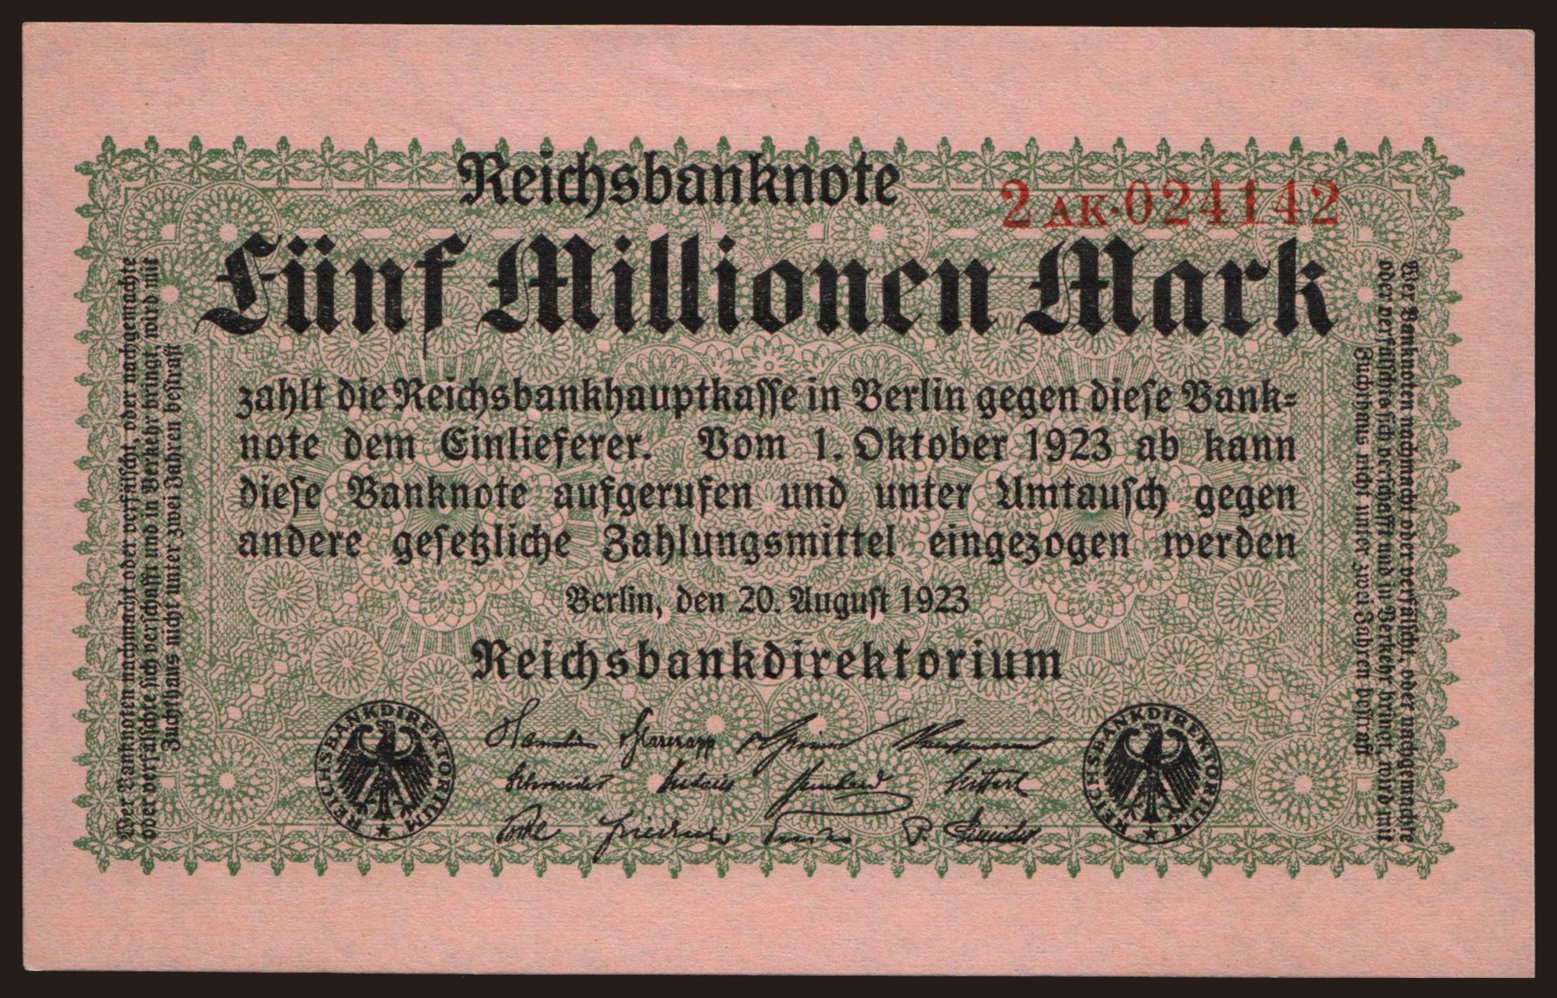 Reichsbanknote
2 AK·024142
Fünf Millionen Mark
zahlt die Reichsbankhauptkasse in Berlin gegen diese Bank=
note dem Einlieferer. Vom 1. Oktober 1923 ab kann
diese Banknote aufgerufen und unter Umtausch gegen
andere gesetzliche Zahlungsmittel eingezogen werden
Berlin, den 20. August 1923
Reichsbankdirektorium
REICHSBANKDIREKTORIUM
REICHSBANKDIREKTORIUM
Wer Banknoten nachmacht oder verfälscht, oder nachgemachte
oder verfälschte sich verschafft und in Verkehr bringt, wird mit
Zuchthaus nicht unter zwei Jahren bestraft
Wer Banknoten nachmacht oder verfälscht, oder nachgemachte
oder verfälschte sich verschafft und in Verkehr bringt, wird mit
Zuchthaus nicht unter zwei Jahren bestraft